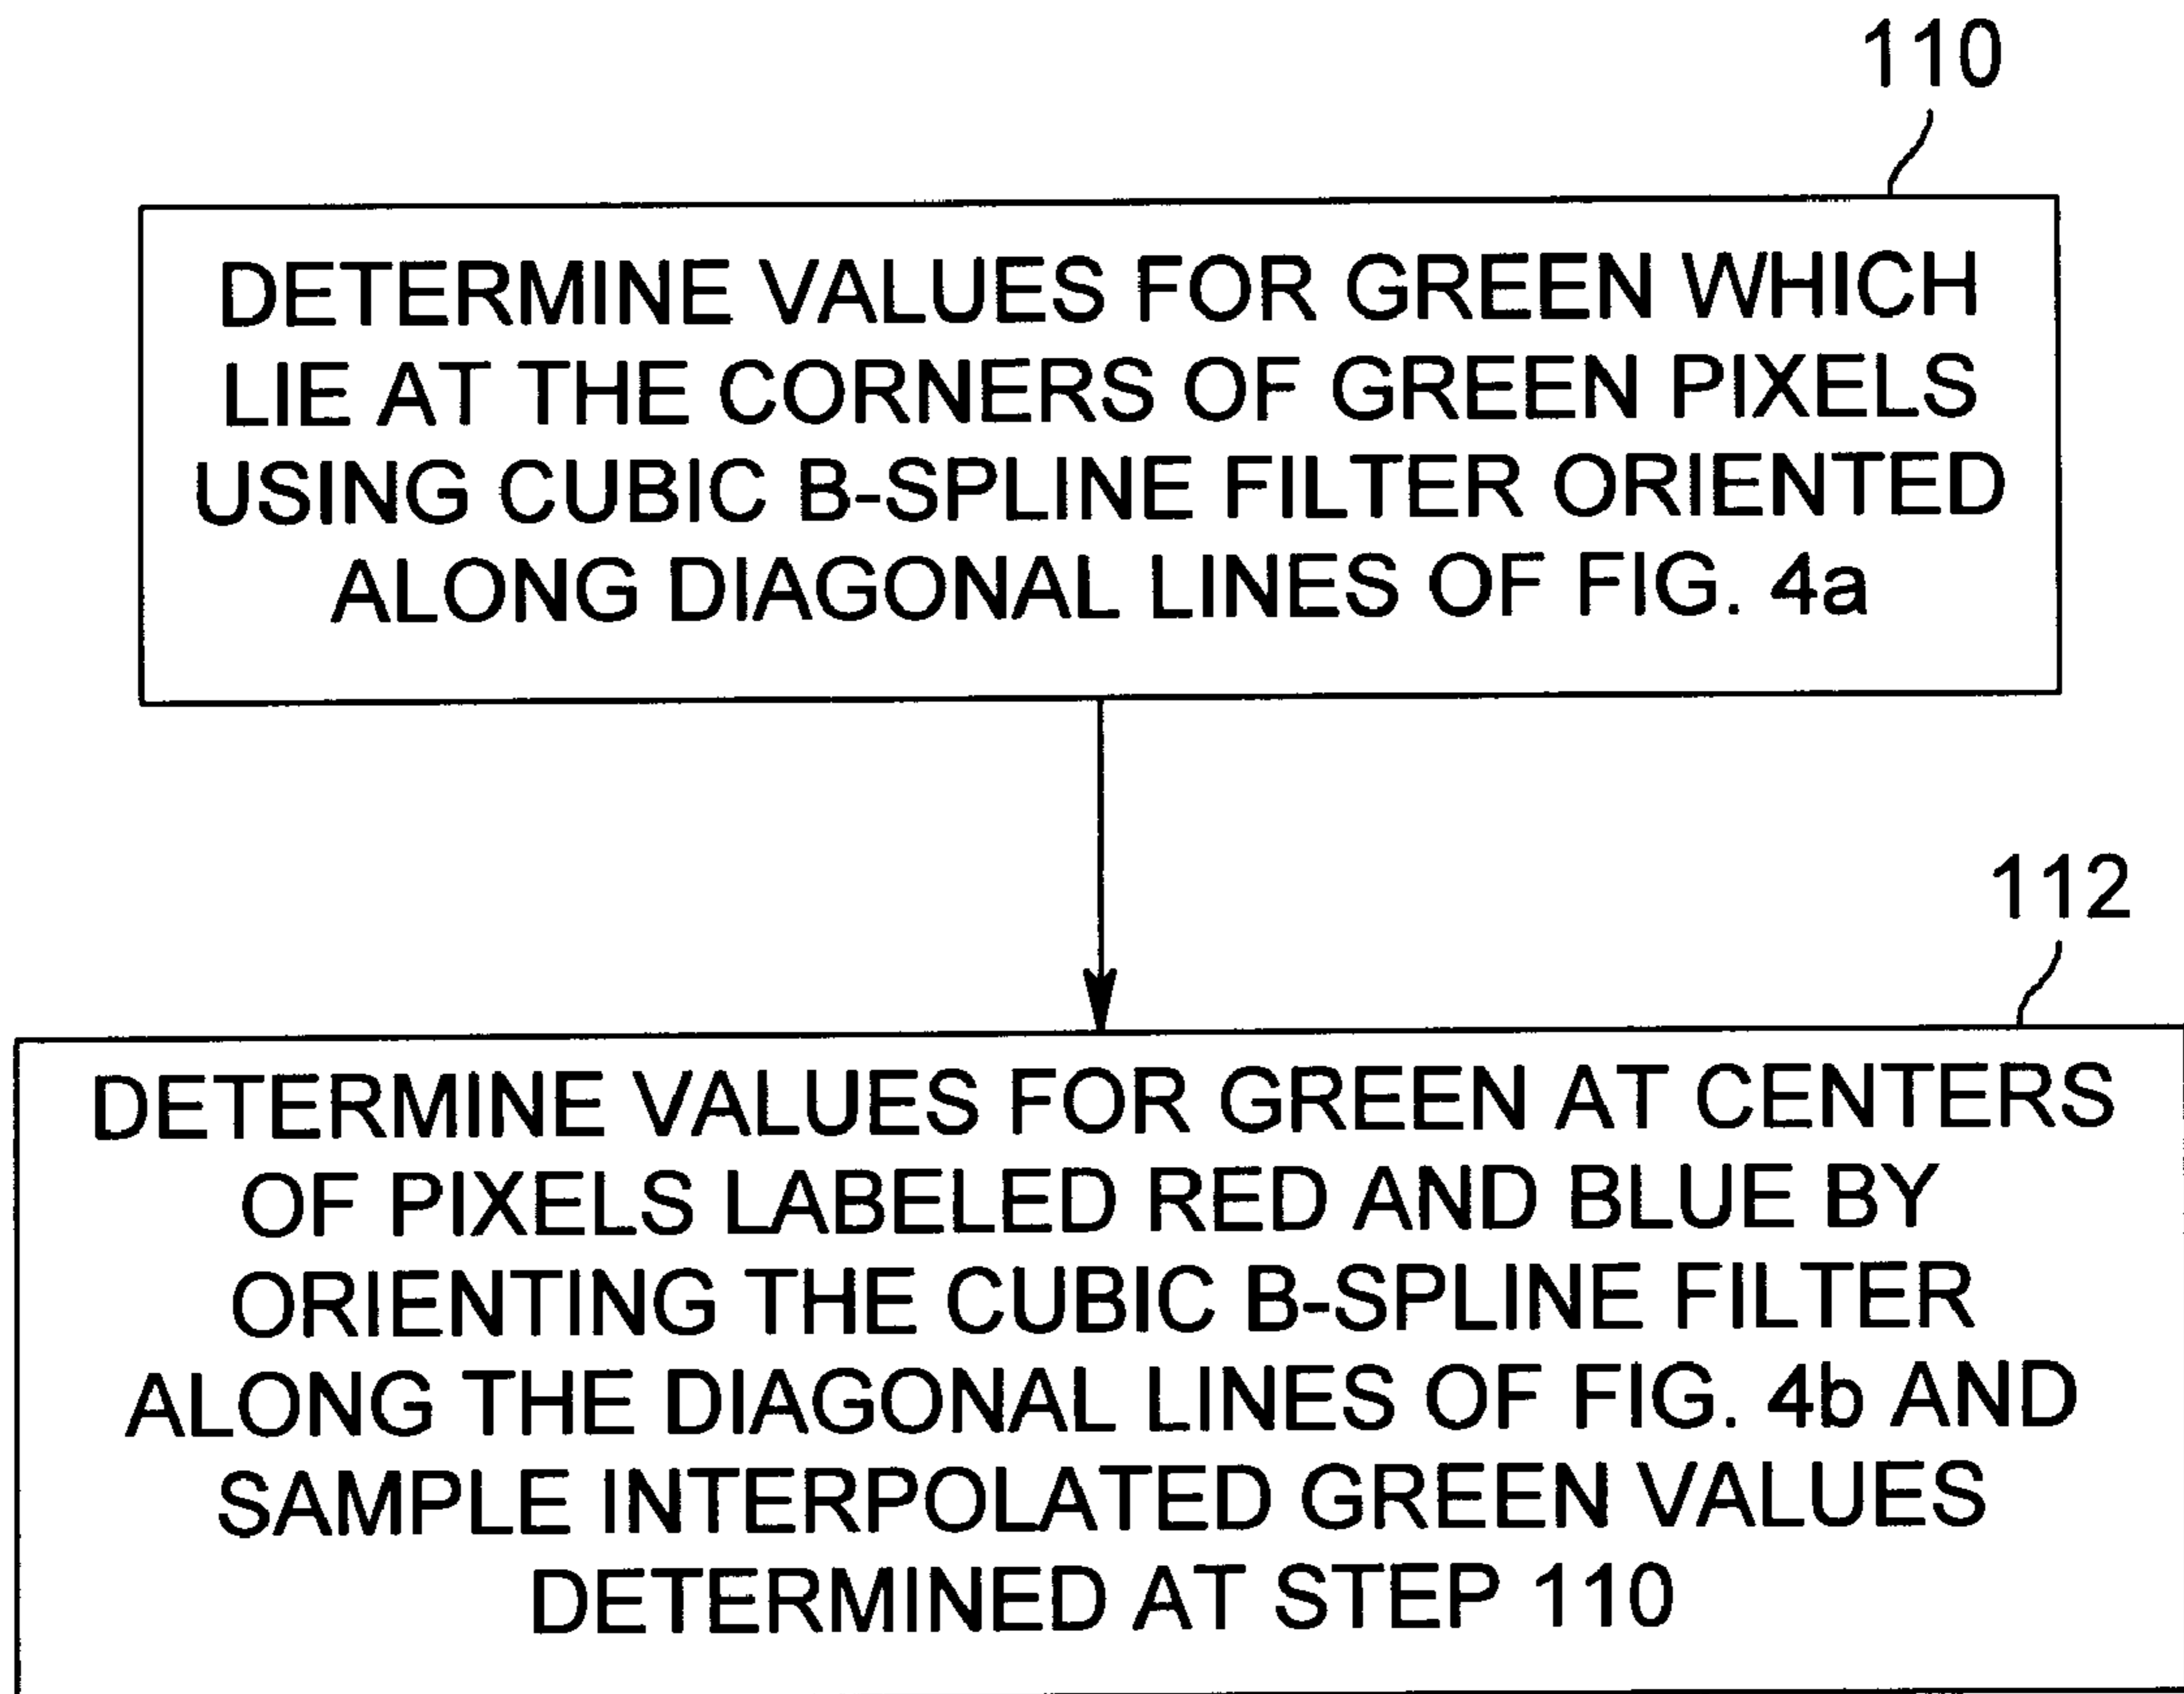 110
DETERMINE VALUES FOR GREEN WHICH
LIE AT THE CORNERS OF GREEN PIXELS
USING CUBIC B-SPLINE FILTER ORIENTED
ALONG DIAGONAL LINES OF FIG. 4a
112
DETERMINE VALUES FOR GREEN AT CENTERS
OF PIXELS LABELED RED AND BLUE BY
ORIENTING THE CUBIC B-SPLINE FILTER
ALONG THE DIAGONAL LINES OF FIG. 4b AND
SAMPLE INTERPOLATED GREEN VALUES
DETERMINED AT STEP 110